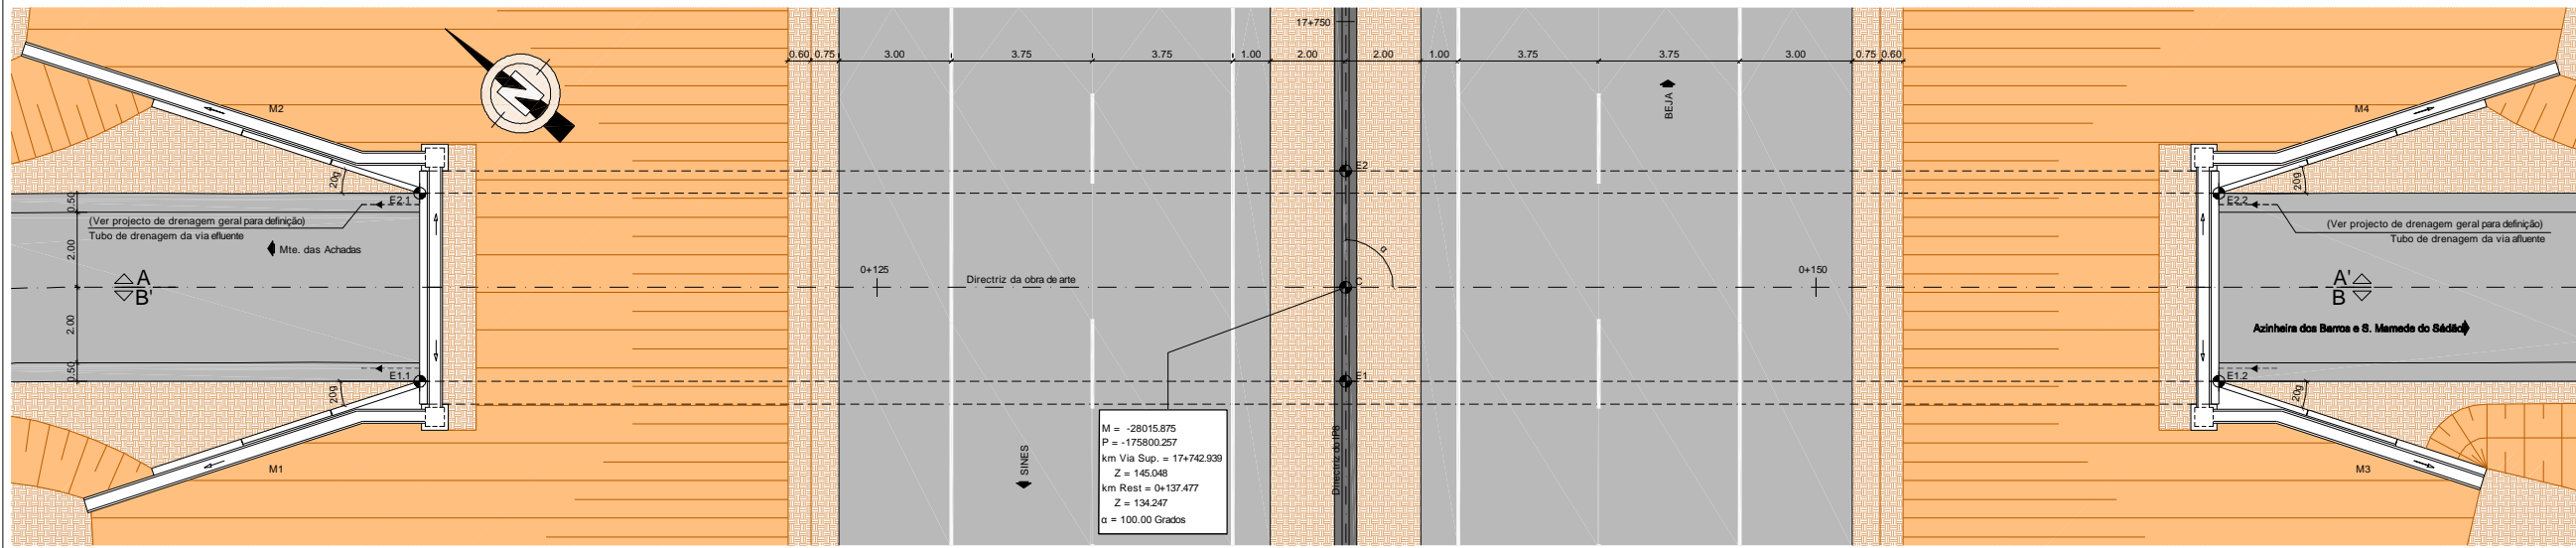 17+750
0.60 0.75 3.00 3.75 3.75 1.00 2.00 2.00 1.00 3.75 3.75 3.00 0.75 0.60
M2
N
BEJA
M4
E2
20g
20g
0.50
E2.1
E2.2
(Ver projecto de drenagem geral para definição)
Tubo de drenagem da via afluente
(Ver projecto de drenagem geral para definição)
Tubo de drenagem da via afluente
2.00
Mte. das Achadas
α
0+125
0+150
A
B'
Directriz da obra de arte
C
A'
B
2.00
Azinheira dos Barros e S. Mamede do Sádão
0.50
E1.1
E1
E1.2
20g
20g
M1
SINES
Directriz do IP8
M3
M = -28015.875
P = -175800.257
km Via Sup. = 17+742.939
Z = 145.048
km Rest = 0+137.477
Z = 134.247
α = 100.00 Grados